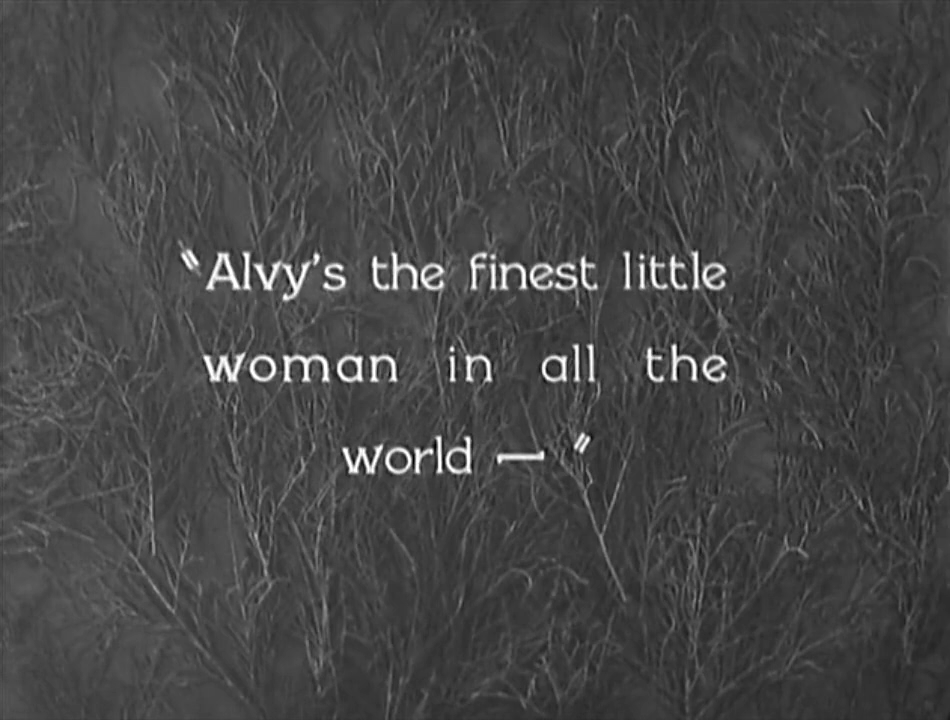 "Alvy's the finest little
woman in all the
world — "